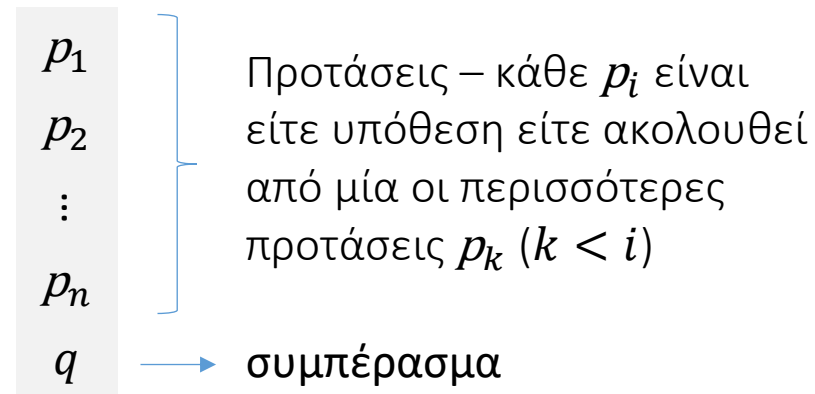 p₁
p₂
⋮
pₙ
q
Προτάσεις – κάθε pᵢ είναι
είτε υπόθεση είτε ακολουθεί
από μία οι περισσότερες
προτάσεις pₖ (k < i)
συμπέρασμα